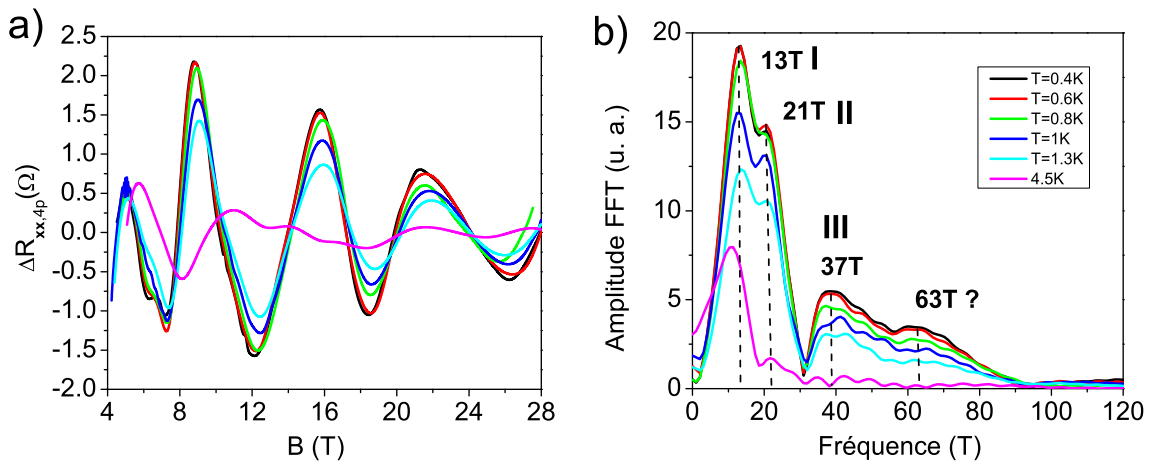 a)
2.5
2.0
1.5
1.0
0.5
0.0
-0.5
-1.0
-1.5
-2.0
ΔRxx,4p(Ω)
4
8
12
16
20
24
28
B (T)
b)
20
15
10
5
0
Amplitude FFT (u. a.)
13T I
21T II
III
37T
63T ?
T=0.4K
T=0.6K
T=0.8K
T=1K
T=1.3K
4.5K
0
20
40
60
80
100
120
Fréquence (T)